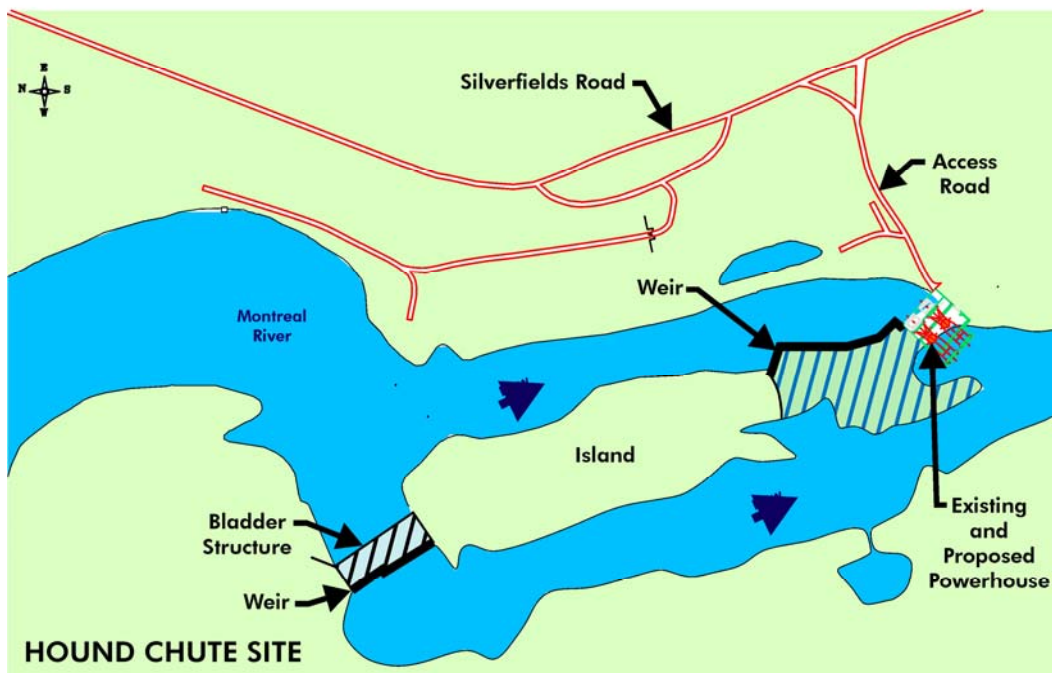 E
N S
W
Silverfields Road
Access
Road
Weir
Montreal
River
Island
Bladder
Structure
Weir
Existing
and
Proposed
Powerhouse
HOUND CHUTE SITE